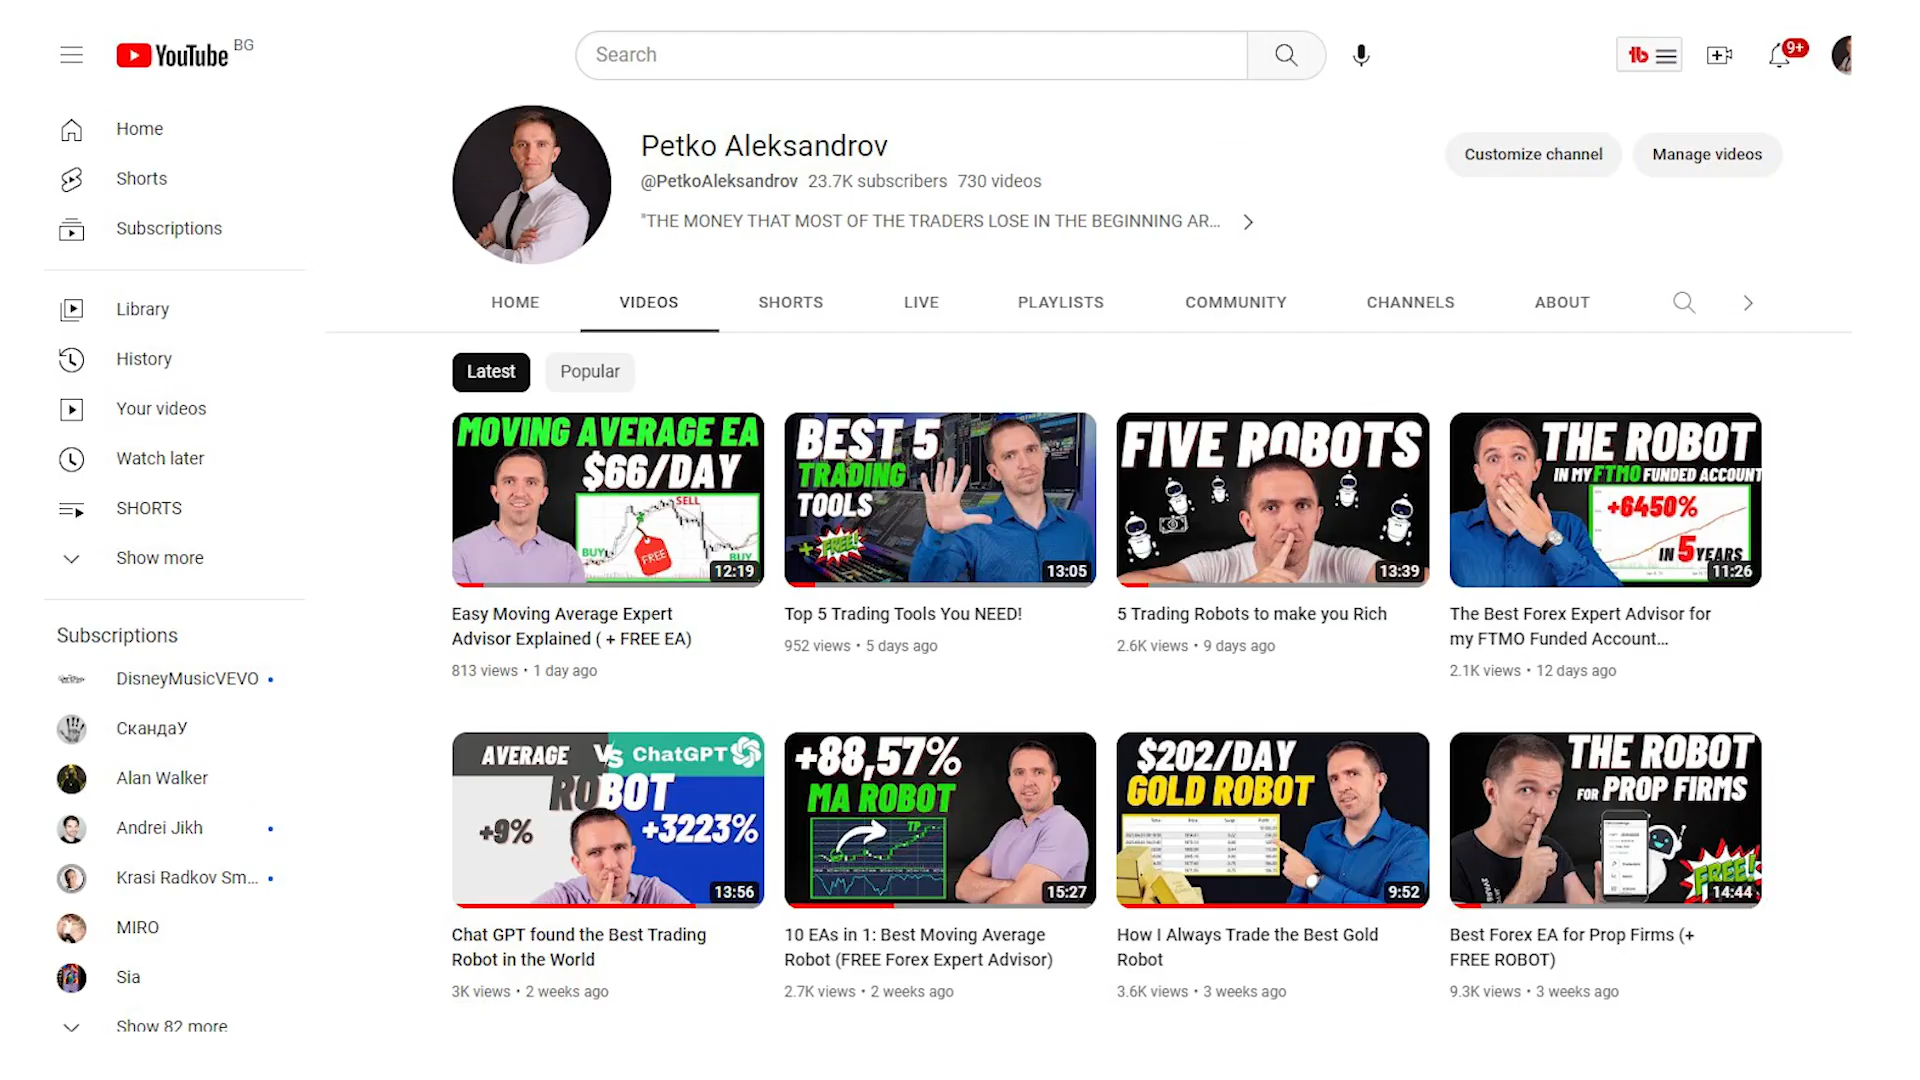 YouTube BG
Search
9+
Home
Shorts
Subscriptions
Library
History
Your videos
Watch later
SHORTS
Show more
Subscriptions
DisneyMusicVEVO
СкандаУ
Alan Walker
Andrei Jikh
Krasi Radkov Sm...
MIRO
Sia
Show 82 more
Petko Aleksandrov
@PetkoAleksandrov 23.7K subscribers 730 videos
"THE MONEY THAT MOST OF THE TRADERS LOSE IN THE BEGINNING AR...
Customize channel
Manage videos
HOME VIDEOS SHORTS LIVE PLAYLISTS COMMUNITY CHANNELS ABOUT
Latest
Popular
MOVING AVERAGE EA
$66/DAY
SELL
BUY
FREE
BUY
12:19
Easy Moving Average Expert
Advisor Explained ( + FREE EA)
813 views • 1 day ago
BEST 5
TRADING
TOOLS
+ FREE!
13:05
Top 5 Trading Tools You NEED!
952 views • 5 days ago
FIVE ROBOTS
13:39
5 Trading Robots to make you Rich
2.6K views • 9 days ago
THE ROBOT
IN MY FTMO FUNDED ACCOUNT
+6450%
IN 5 YEARS
11:26
The Best Forex Expert Advisor for
my FTMO Funded Account...
2.1K views • 12 days ago
AVERAGE VS ChatGPT
ROBOT
+9%
+3223%
13:56
Chat GPT found the Best Trading
Robot in the World
3K views • 2 weeks ago
+88,57%
MA ROBOT
TP
15:27
10 EAs in 1: Best Moving Average
Robot (FREE Forex Expert Advisor)
2.7K views • 2 weeks ago
$202/DAY
GOLD ROBOT
9:52
How I Always Trade the Best Gold
Robot
3.6K views • 3 weeks ago
THE ROBOT
FOR PROP FIRMS
FREE!
14:44
Best Forex EA for Prop Firms (+
FREE ROBOT)
9.3K views • 3 weeks ago